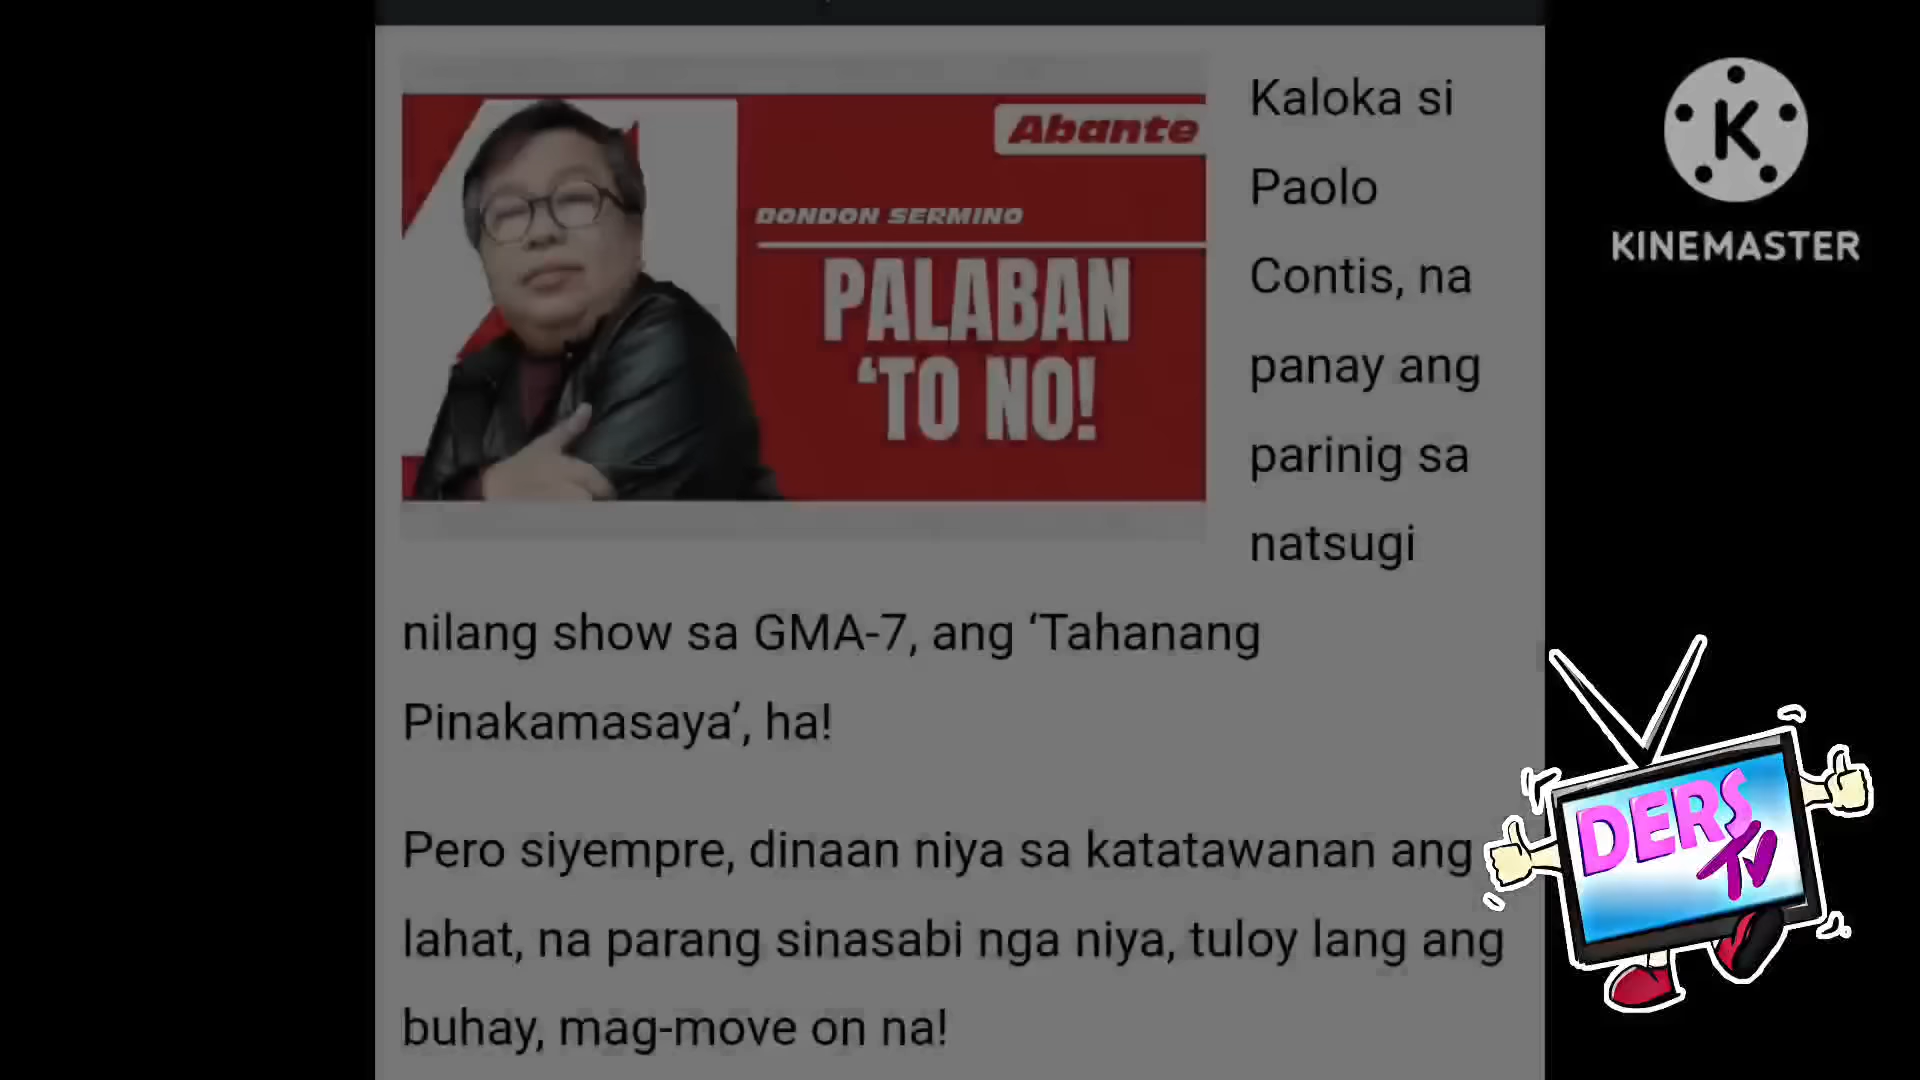 Abante
DONDON SERMINO
PALABAN
‘TO NO!
Kaloka si
Paolo
Contis, na
panay ang
parinig sa
natsugi
nilang show sa GMA-7, ang ‘Tahanang
Pinakamasaya’, ha!
Pero siyempre, dinaan niya sa katatawanan ang
lahat, na parang sinasabi nga niya, tuloy lang ang
buhay, mag-move on na!
K
KINEMASTER
DERS
TV